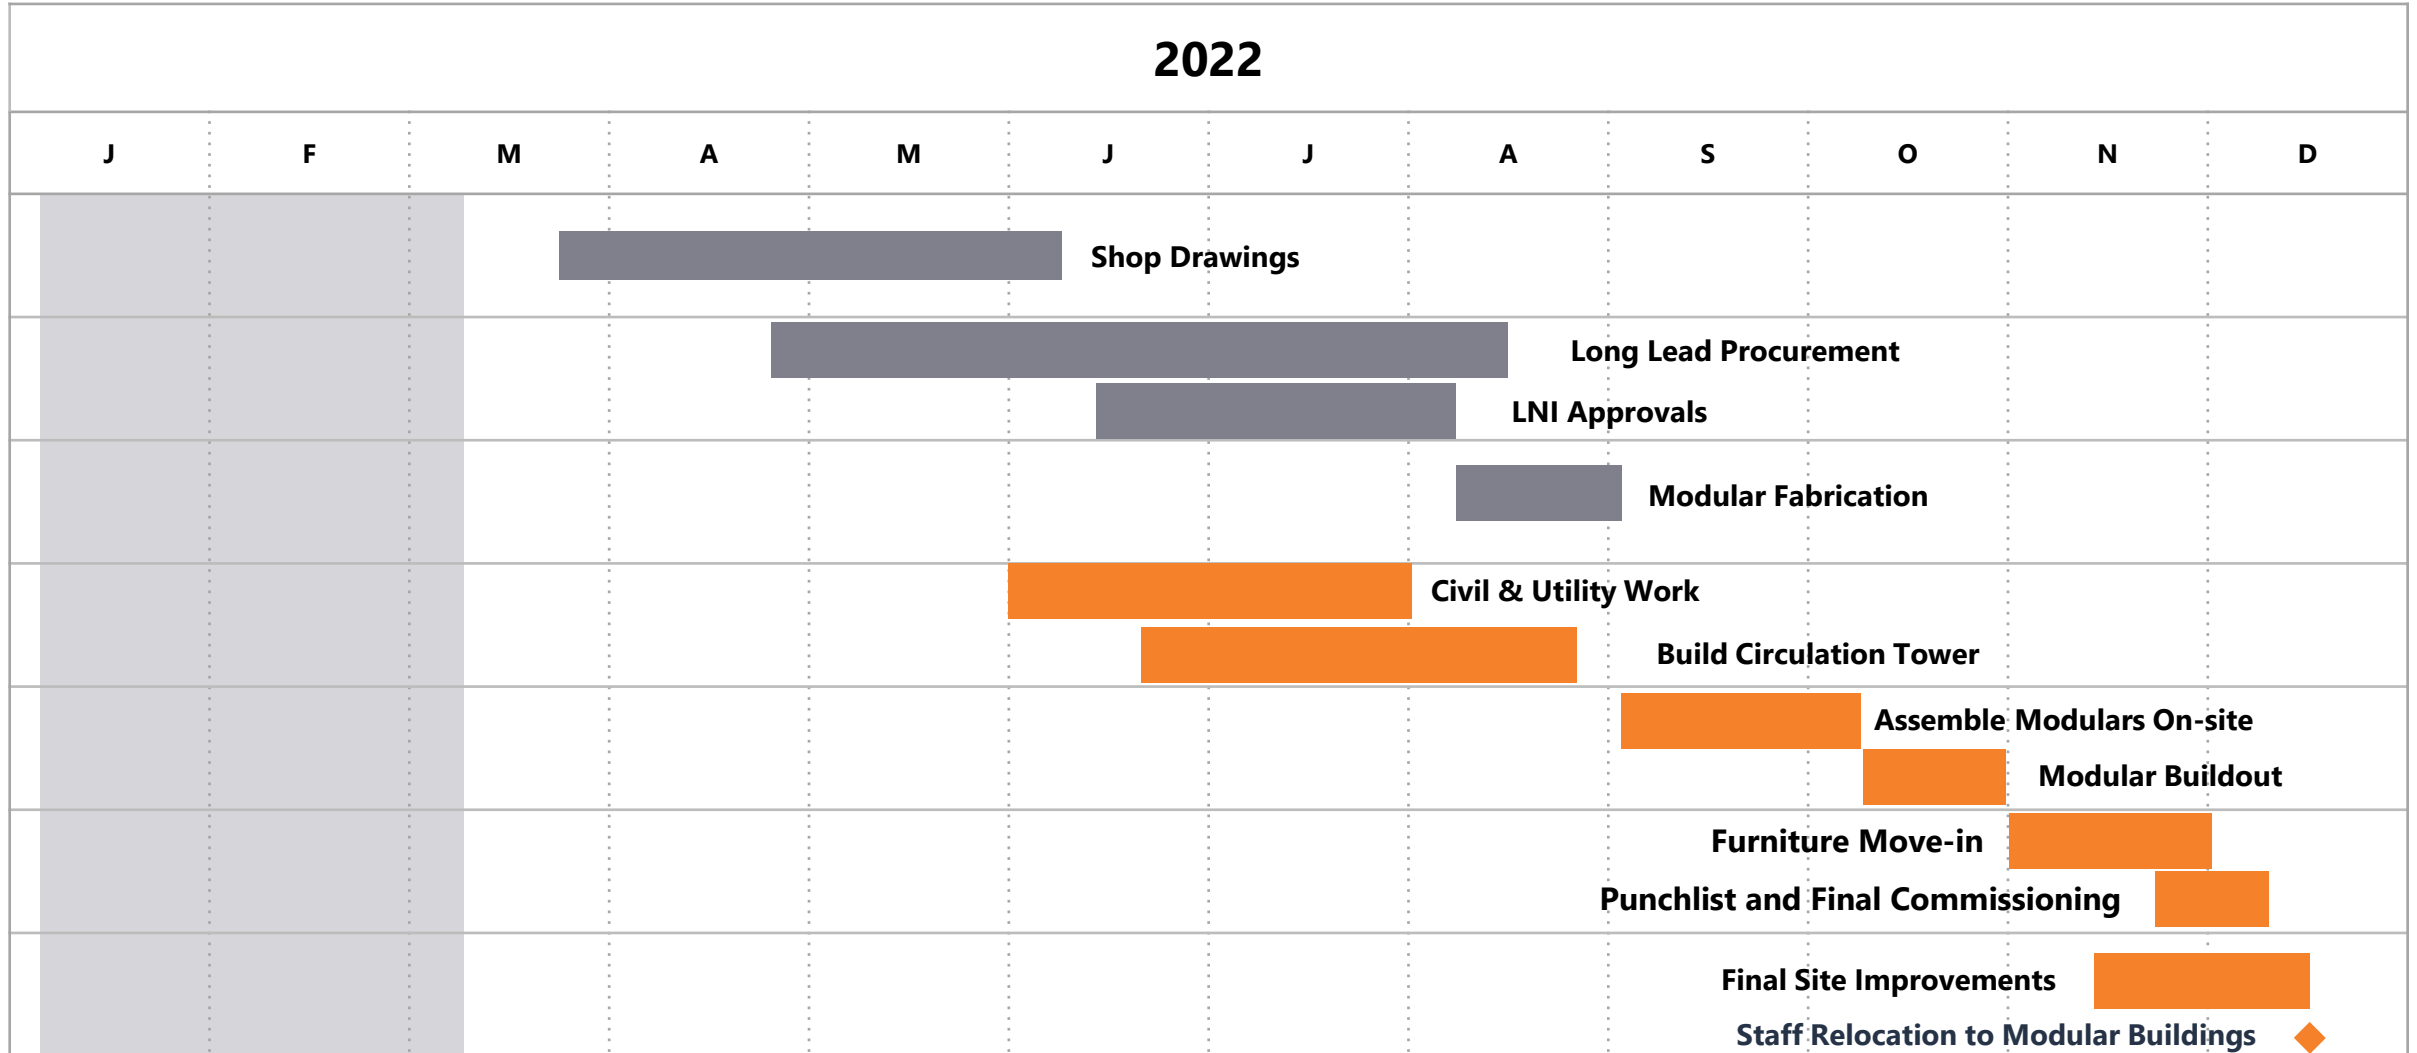 2022
J F M A M J J A S O N D
Shop Drawings
Long Lead Procurement
LNI Approvals
Modular Fabrication
Civil & Utility Work
Build Circulation Tower
Assemble Modulars On-site
Modular Buildout
Furniture Move-in
Punchlist and Final Commissioning
Final Site Improvements
Staff Relocation to Modular Buildings